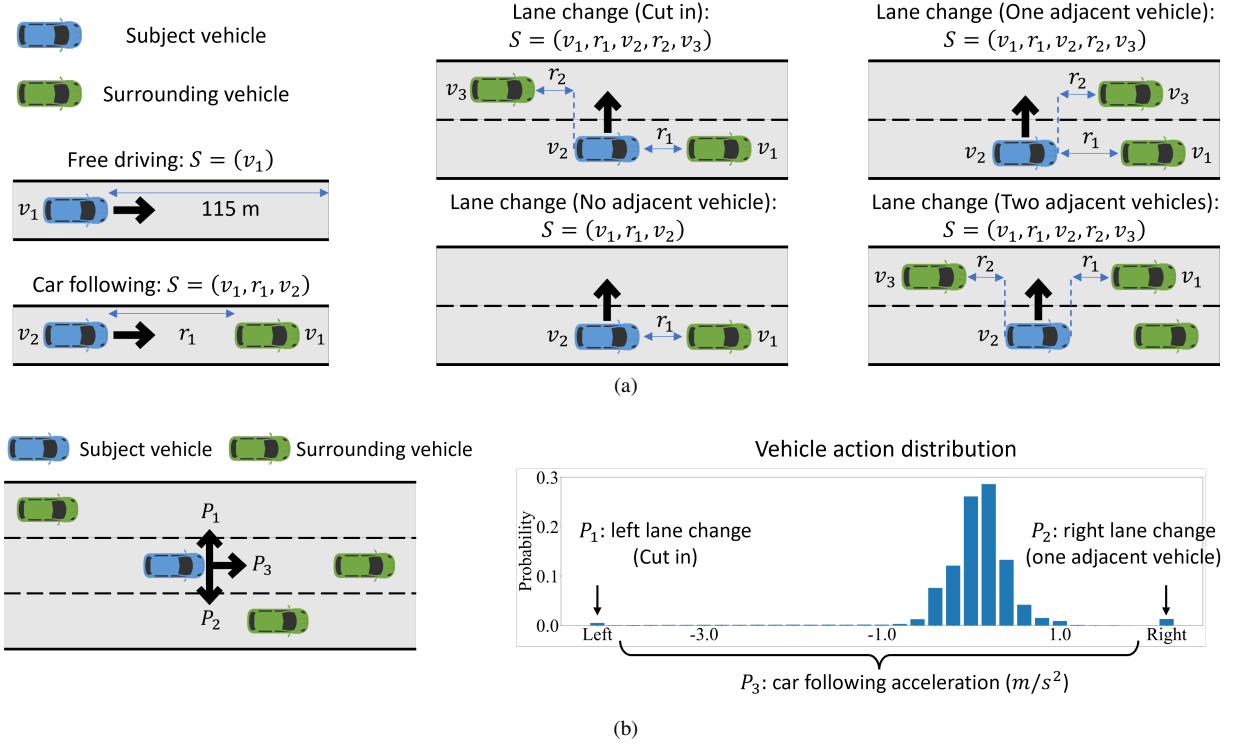 Subject vehicle
Surrounding vehicle
Free driving: S = (v₁)
v₁
115 m
Car following: S = (v₁, r₁, v₂)
v₂
r₁
v₁
Lane change (Cut in):
S = (v₁, r₁, v₂, r₂, v₃)
v₃
r₂
v₂
r₁
v₁
Lane change (No adjacent vehicle):
S = (v₁, r₁, v₂)
v₂
r₁
v₁
Lane change (One adjacent vehicle):
S = (v₁, r₁, v₂, r₂, v₃)
r₂
v₃
v₂
r₁
v₁
Lane change (Two adjacent vehicles):
S = (v₁, r₁, v₂, r₂, v₃)
v₃
r₂
r₁
v₁
v₂
(a)
Subject vehicle
Surrounding vehicle
P₁
P₃
P₂
Vehicle action distribution
Probability
0.3
0.2
0.1
0.0
P₁: left lane change
(Cut in)
P₂: right lane change
(one adjacent vehicle)
Left
-3.0
-1.0
1.0
Right
P₃: car following acceleration (m/s²)
(b)